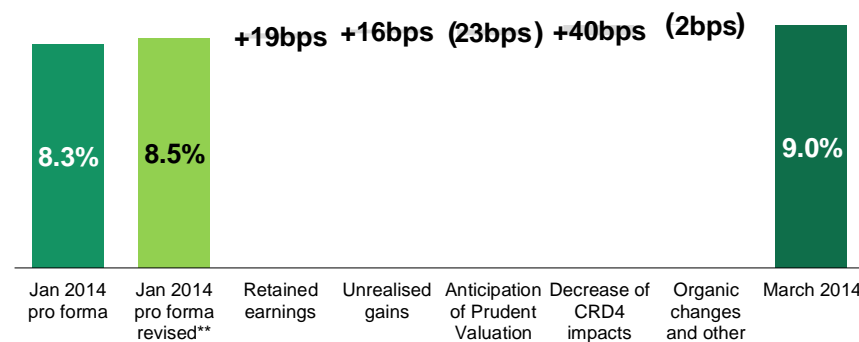 +19bps
+16bps
(23bps)
+40bps
(2bps)
8.3%
8.5%
9.0%
Jan 2014
pro forma
Jan 2014
pro forma
revised**
Retained
earnings
Unrealised
gains
Anticipation
of Prudent
Valuation
Decrease of
CRD4
impacts
Organic
changes
and other
March 2014